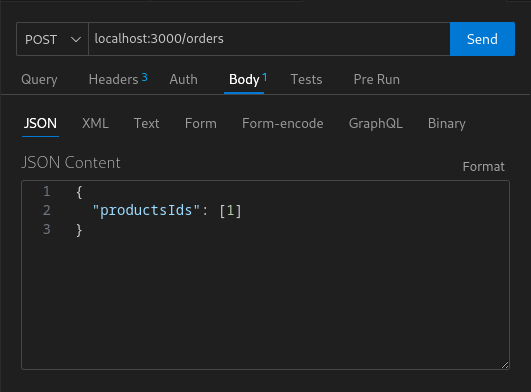 POST localhost:3000/orders Send
Query Headers 3 Auth Body 1 Tests Pre Run
JSON XML Text Form Form-encode GraphQL Binary
JSON Content Format
1 {
2 "productsIds": [1]
3 }